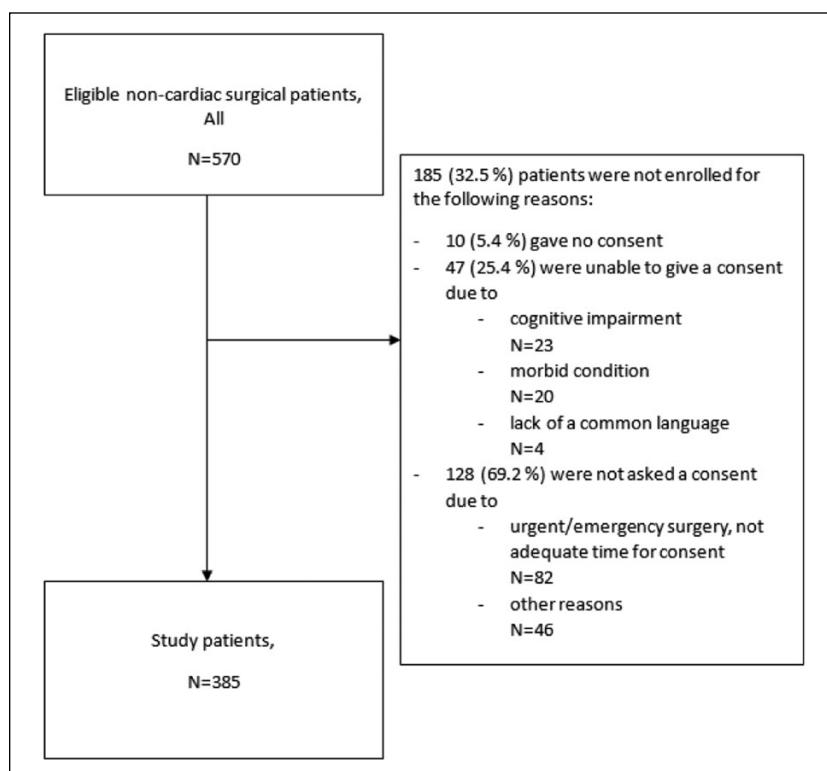 Eligible non-cardiac surgical patients,
All
N=570
185 (32.5 %) patients were not enrolled for
the following reasons:
- 10 (5.4 %) gave no consent
- 47 (25.4 %) were unable to give a consent
due to
- cognitive impairment
N=23
- morbid condition
N=20
- lack of a common language
N=4
- 128 (69.2 %) were not asked a consent
due to
- urgent/emergency surgery, not
adequate time for consent
N=82
- other reasons
N=46
Study patients,
N=385